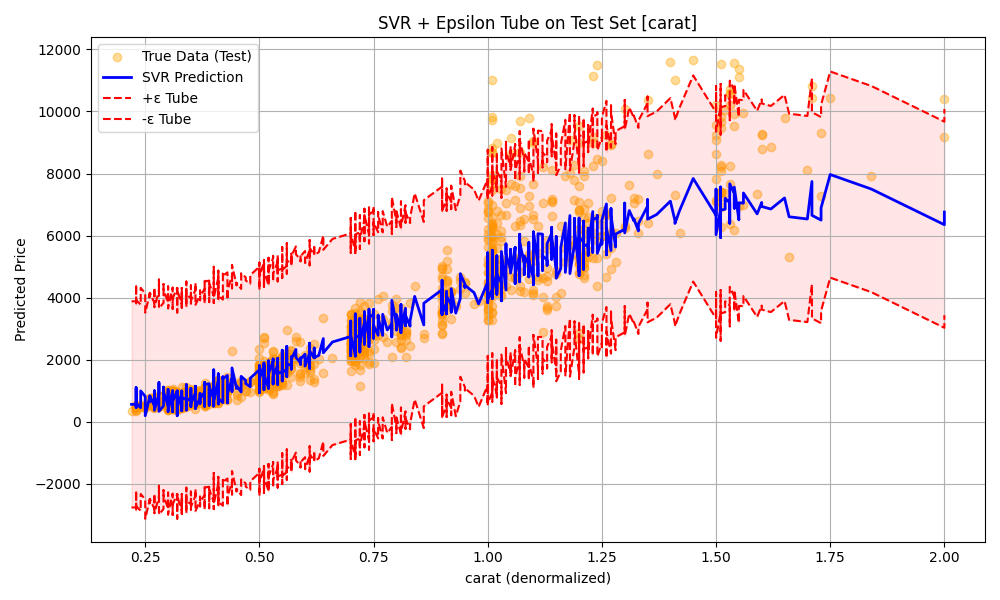 SVR + Epsilon Tube on Test Set [carat]
True Data (Test)
SVR Prediction
+ε Tube
-ε Tube
Predicted Price
12000
10000
8000
6000
4000
2000
0
−2000
0.25 0.50 0.75 1.00 1.25 1.50 1.75 2.00
carat (denormalized)